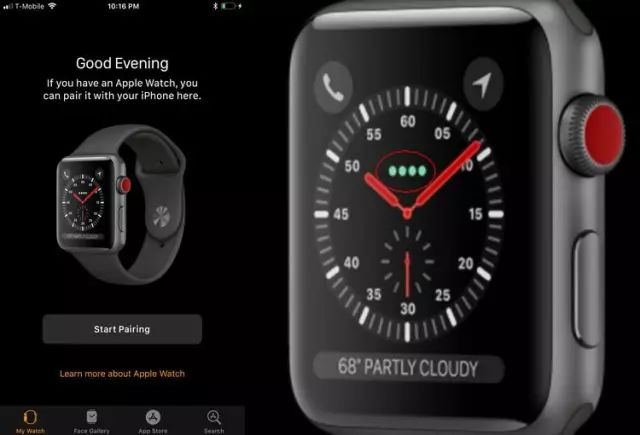 T-Mobile
10:16 PM
Good Evening
If you have an Apple Watch, you
can pair it with your iPhone here.
Start Pairing
Learn more about Apple Watch
My Watch
Face Gallery
App Store
Search
60
55
05
50
10
45
15
40
20
35
25
30
68° PARTLY CLOUDY